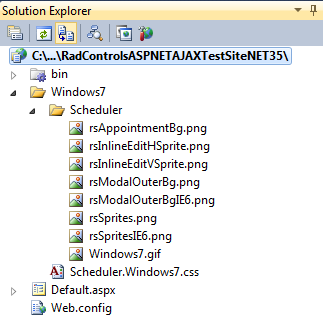 Solution Explorer
C:\...\RadControlsASPNETAJAXTestSiteNET35\
bin
Windows7
Scheduler
rsAppointmentBg.png
rsInlineEditHSprite.png
rsInlineEditVSprite.png
rsModalOuterBg.png
rsModalOuterBgIE6.png
rsSprites.png
rsSpritesIE6.png
Windows7.gif
Scheduler.Windows7.css
Default.aspx
Web.config